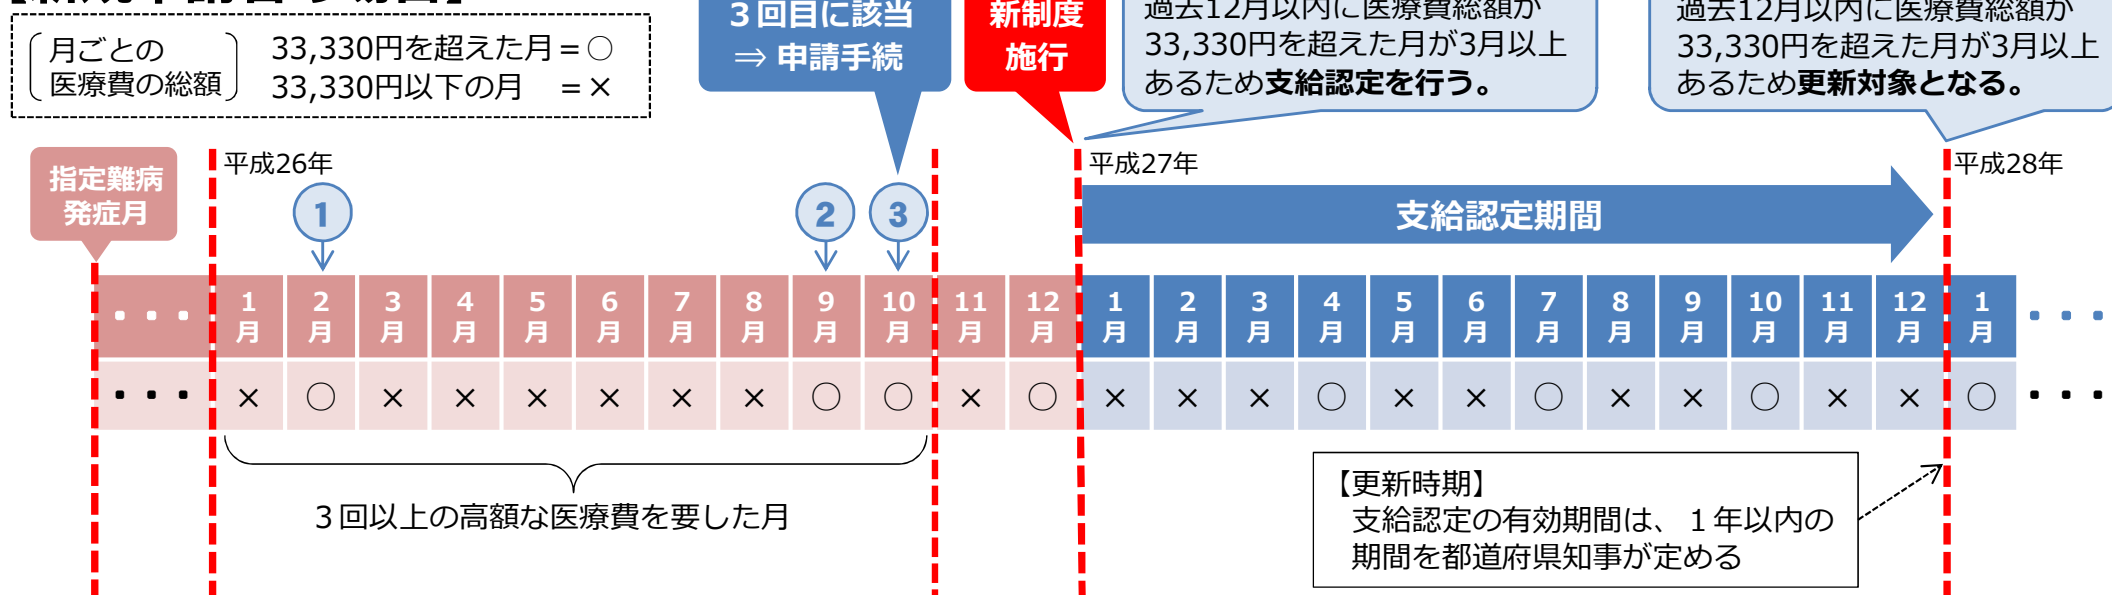 月ごとの
医療費の総額
33,330円を超えた月＝○
33,330円以下の月　＝×
３回目に該当
⇒ 申請手続
新制度
施行
過去12月以内に医療費総額が
33,330円を超えた月が3月以上
あるため支給認定を行う。
過去12月以内に医療費総額が
33,330円を超えた月が3月以上
あるため更新対象となる。
指定難病
発症月
平成26年
平成27年
平成28年
1 2 3
支給認定期間
・・・ 1月 2月 3月 4月 5月 6月 7月 8月 9月 10月 11月 12月 1月 2月 3月 4月 5月 6月 7月 8月 9月 10月 11月 12月 1月 ・・・
・・・ × ○ × × × × × × ○ ○ × ○ × × × ○ × × ○ × × ○ × × ○ ・・・
３回以上の高額な医療費を要した月
【更新時期】
支給認定の有効期間は、１年以内の
期間を都道府県知事が定める